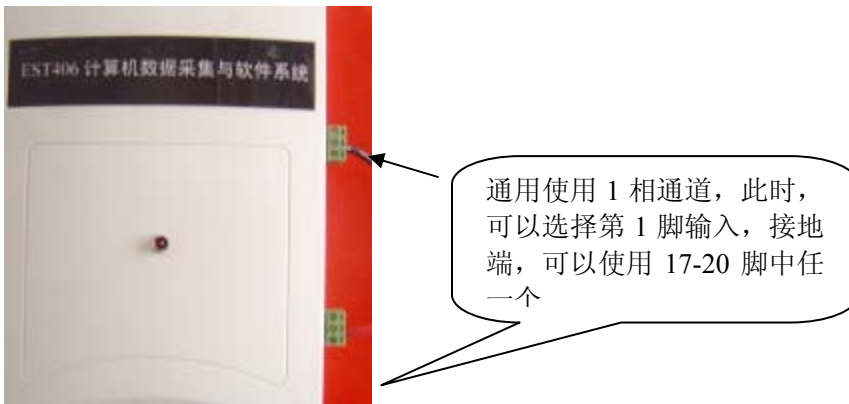 EST406 计算机数据采集与软件系统
通用使用 1 相通道，此时，
可以选择第 1 脚输入，接地
端，可以使用 17-20 脚中任
一个